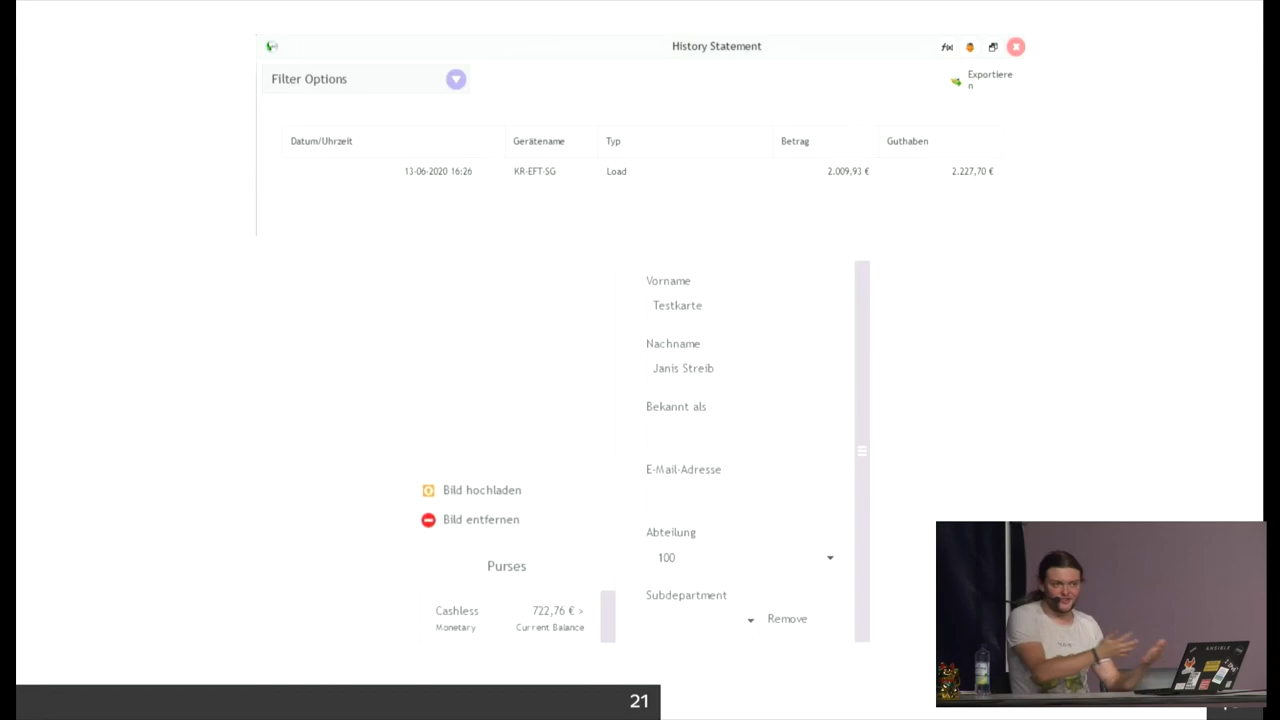 History Statement
Filter Options
Exportiere
n
Datum/Uhrzeit Gerätename Typ Betrag Guthaben
13-06-2020 16:26 KR-EFT-SG Load 2.009,93 € 2.227,70 €
Vorname
Testkarte
Nachname
Janis Streib
Bekannt als
E-Mail-Adresse
Bild hochladen
Bild entfernen
Abteilung
100
Purses
Subdepartment
Remove
Cashless 722,76 € >
Monetary Current Balance
ANSIBLE
21